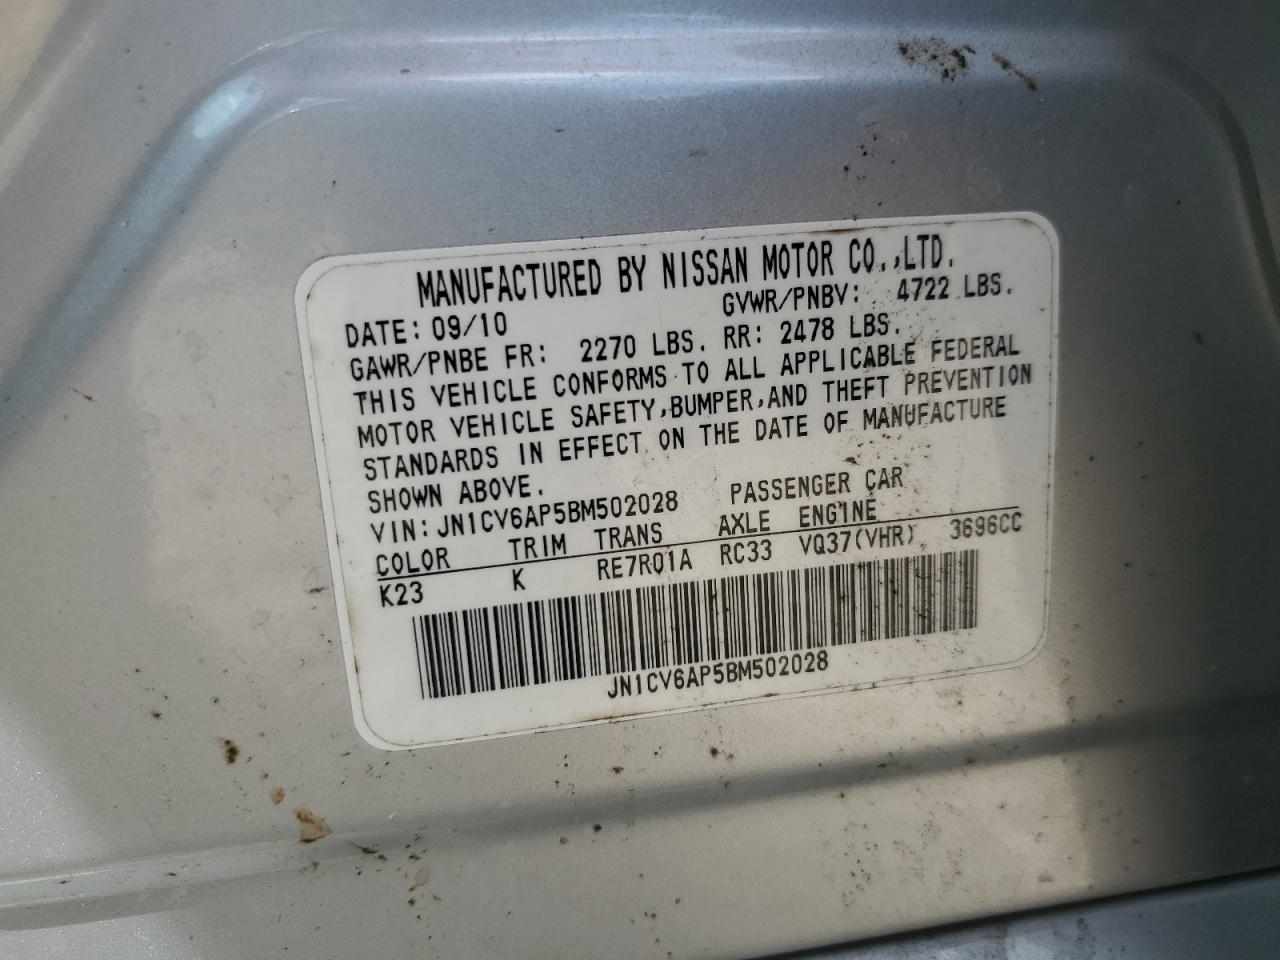 MANUFACTURED BY NISSAN MOTOR CO.,LTD.
DATE: 09/10 GVWR/PNBV: 4722 LBS.
GAWR/PNBE FR: 2270 LBS. RR: 2478 LBS.
THIS VEHICLE CONFORMS TO ALL APPLICABLE FEDERAL
MOTOR VEHICLE SAFETY,BUMPER,AND THEFT PREVENTION
STANDARDS IN EFFECT ON THE DATE OF MANUFACTURE
SHOWN ABOVE.
VIN:JN1CV6AP5BM502028 PASSENGER CAR
COLOR TRIM TRANS AXLE ENGINE
K23 K RE7R01A RC33 VQ37(VHR) 3696CC
JN1CV6AP5BM502028